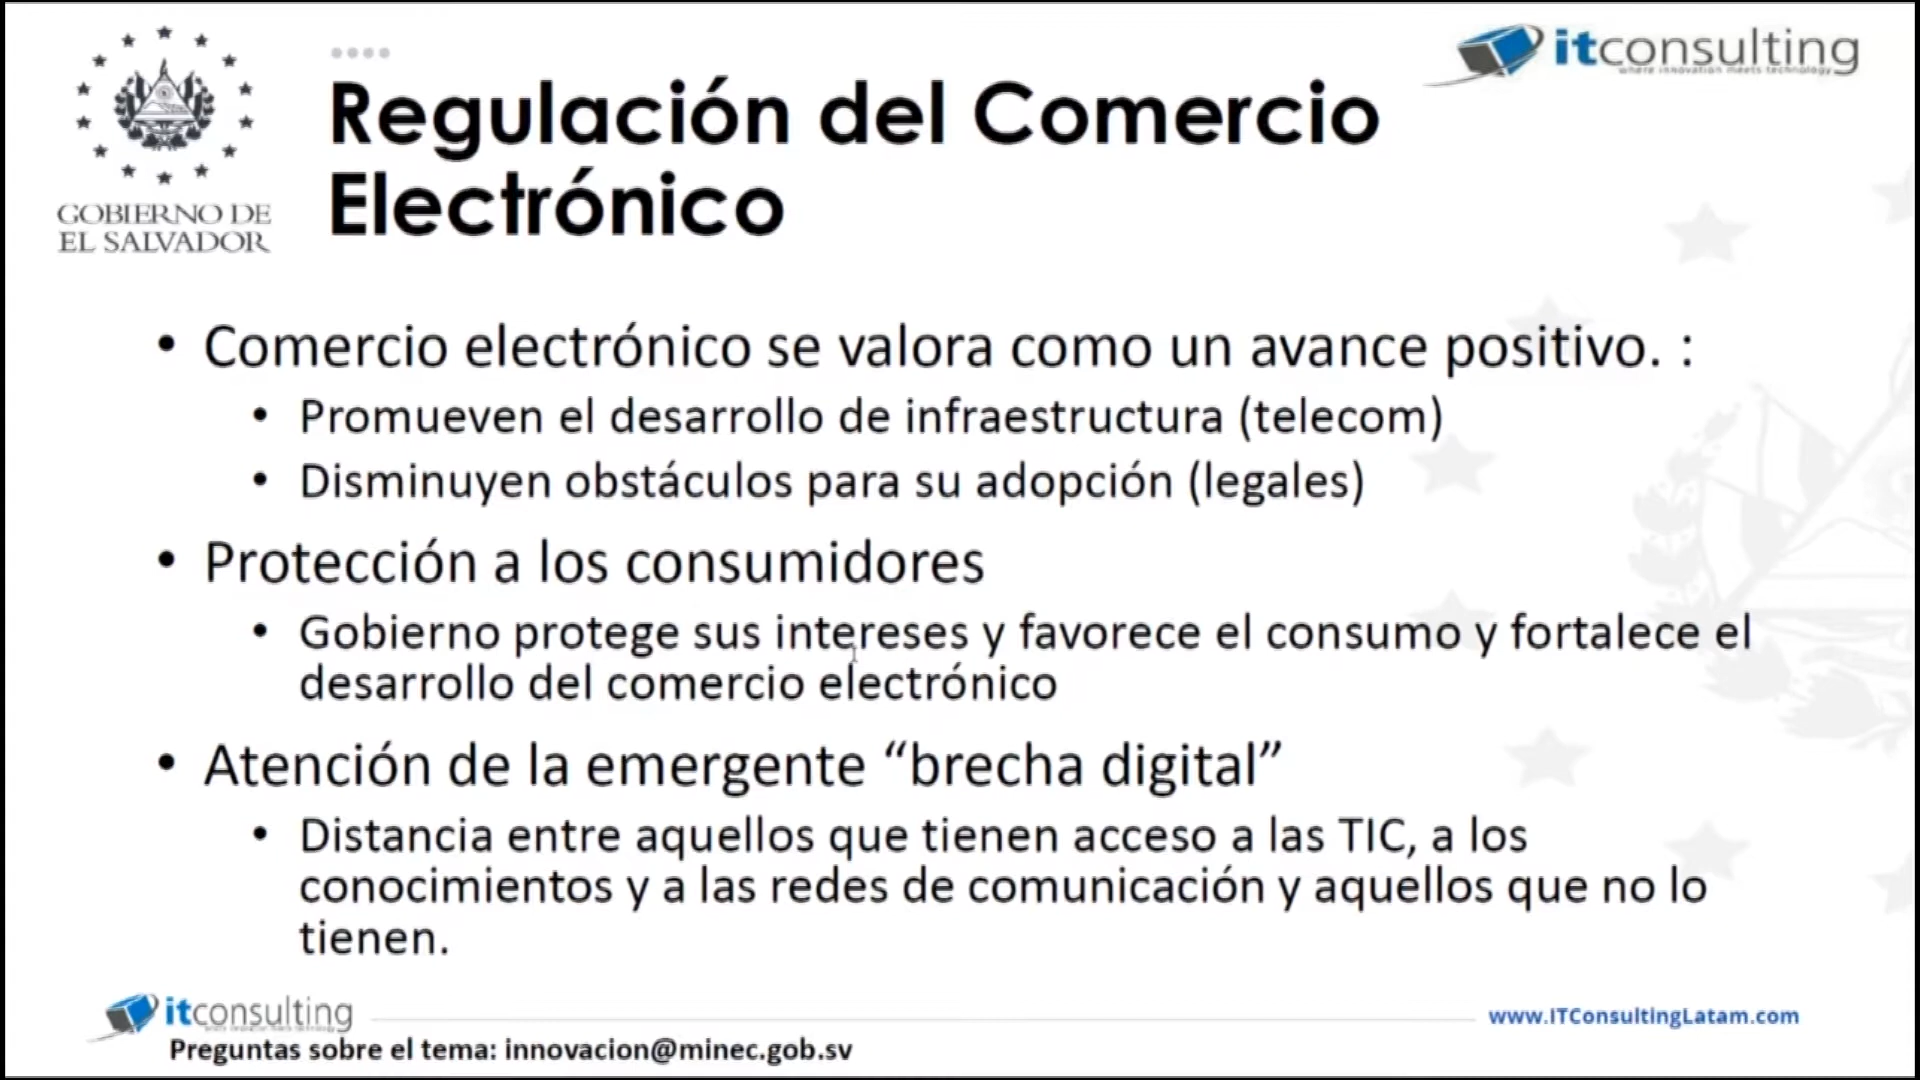 GOBIERNO DE
EL SALVADOR
itconsulting
where innovation meets technology
Regulación del Comercio
Electrónico
• Comercio electrónico se valora como un avance positivo. :
• Promueven el desarrollo de infraestructura (telecom)
• Disminuyen obstáculos para su adopción (legales)
• Protección a los consumidores
• Gobierno protege sus intereses y favorece el consumo y fortalece el
desarrollo del comercio electrónico
• Atención de la emergente “brecha digital”
• Distancia entre aquellos que tienen acceso a las TIC, a los
conocimientos y a las redes de comunicación y aquellos que no lo
tienen.
itconsulting
www.ITConsultingLatam.com
Preguntas sobre el tema: innovacion@minec.gob.sv